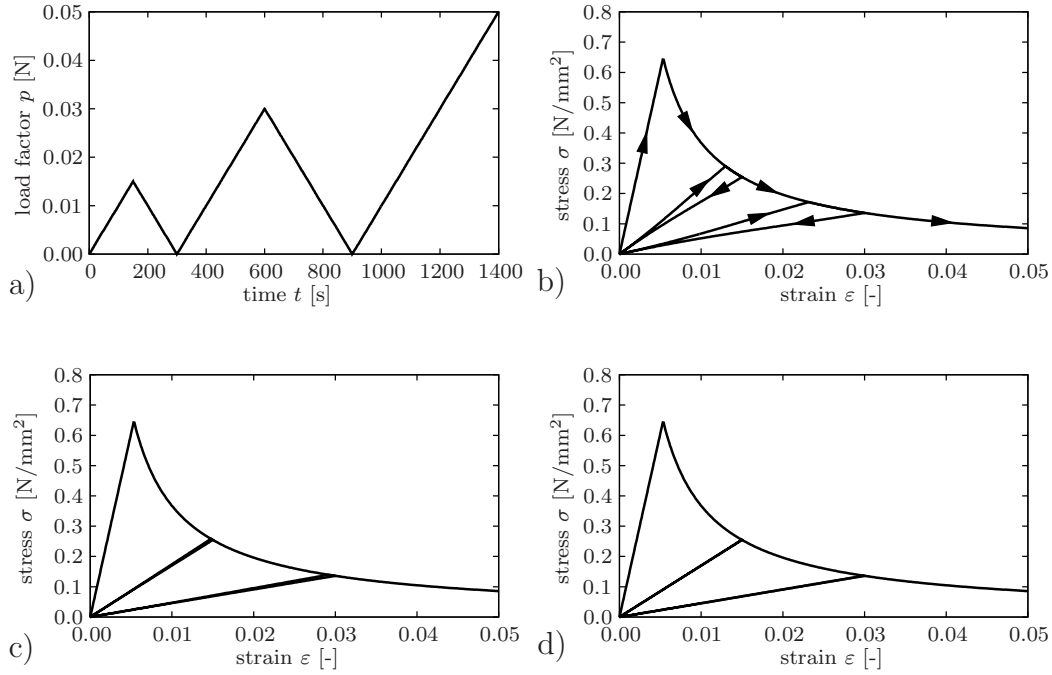 load factor p [N]
0.05
0.04
0.03
0.02
0.01
0.00
0 200 400 600 800 1000 1200 1400
time t [s]
a)
stress σ [N/mm²]
0.8
0.7
0.6
0.5
0.4
0.3
0.2
0.1
0.0
0.00 0.01 0.02 0.03 0.04 0.05
strain ε [-]
b)
stress σ [N/mm²]
0.8
0.7
0.6
0.5
0.4
0.3
0.2
0.1
0.0
0.00 0.01 0.02 0.03 0.04 0.05
strain ε [-]
c)
stress σ [N/mm²]
0.8
0.7
0.6
0.5
0.4
0.3
0.2
0.1
0.0
0.00 0.01 0.02 0.03 0.04 0.05
strain ε [-]
d)